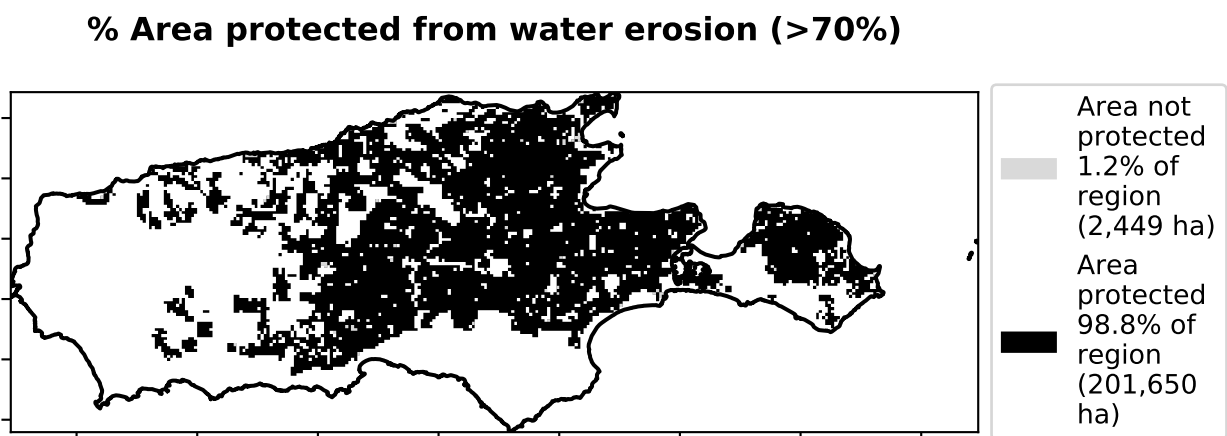 % Area protected from water erosion (>70%)
Area not
protected
1.2% of
region
(2,449 ha)
Area
protected
98.8% of
region
(201,650
ha)